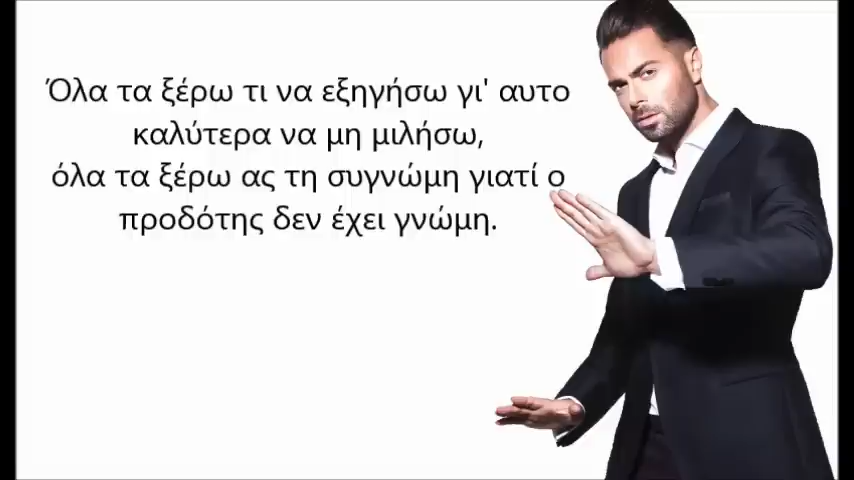 Όλα τα ξέρω τι να εξηγήσω γι' αυτο
καλύτερα να μη μιλήσω,
όλα τα ξέρω ας τη συγνώμη γιατί ο
προδότης δεν έχει γνώμη.